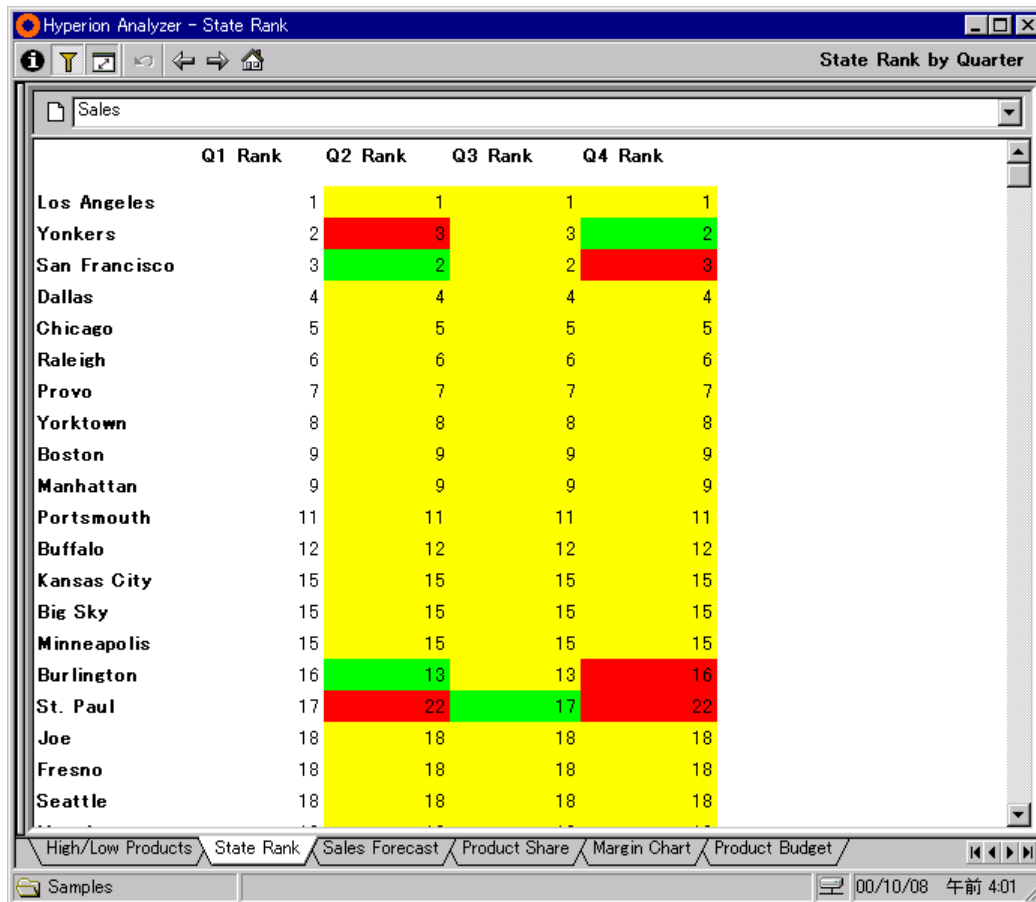 Hyperion Analyzer - State Rank
State Rank by Quarter
Sales
Q1 Rank Q2 Rank Q3 Rank Q4 Rank
Los Angeles 1 1 1 1
Yonkers 2 3 3 2
San Francisco 3 2 2 3
Dallas 4 4 4 4
Chicago 5 5 5 5
Raleigh 6 6 6 6
Provo 7 7 7 7
Yorktown 8 8 8 8
Boston 9 9 9 9
Manhattan 9 9 9 9
Portsmouth 11 11 11 11
Buffalo 12 12 12 12
Kansas City 15 15 15 15
Big Sky 15 15 15 15
Minneapolis 15 15 15 15
Burlington 16 13 13 16
St. Paul 17 22 17 22
Joe 18 18 18 18
Fresno 18 18 18 18
Seattle 18 18 18 18
High/Low Products State Rank Sales Forecast Product Share Margin Chart Product Budget
Samples 00/10/08 午前 4:01